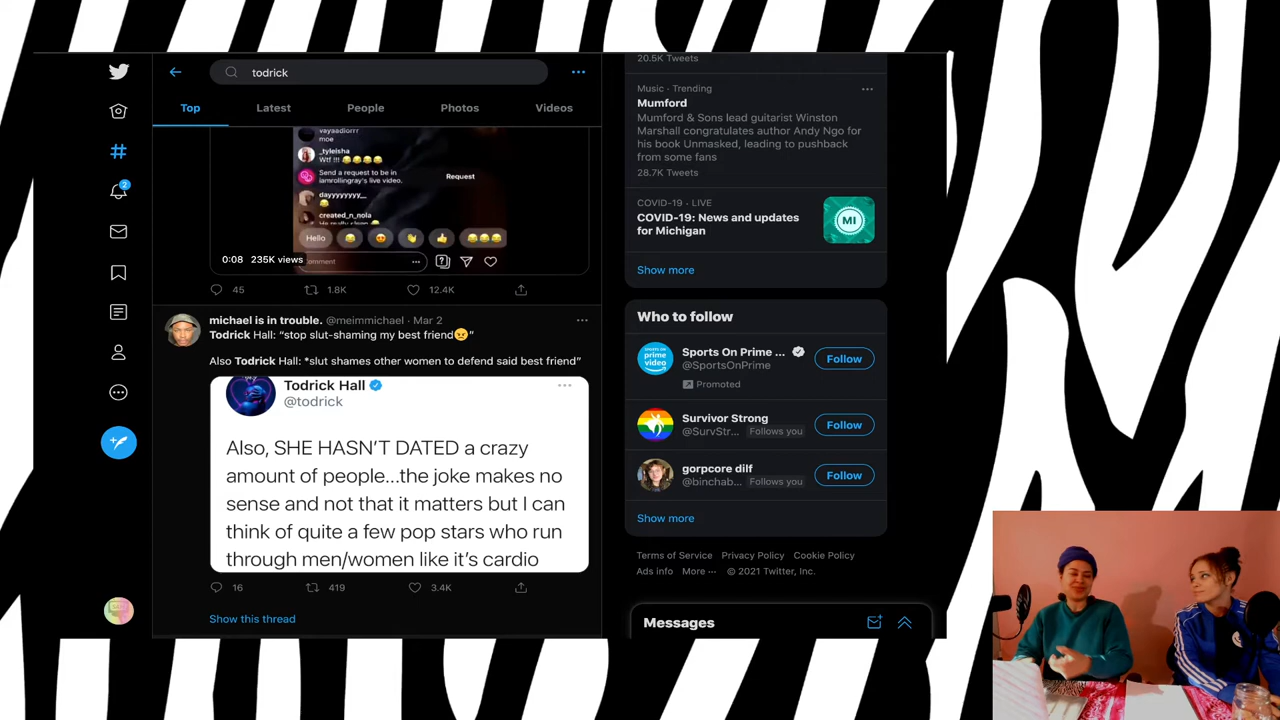 todrick
Top
Latest
People
Photos
Videos
vayaadiorrr
moe
_tyleisha
Wtf !!! 😂😂😂😂
Send a request to be in
iamrollingray's live video.
Request
dayyyyyyyy__
😂
created_n_nola
Hello
0:08 235K views
omment
45
1.8K
12.4K
michael is in trouble. @meimmichael · Mar 2
Todrick Hall: “stop slut-shaming my best friend😡”
Also Todrick Hall: *slut shames other women to defend said best friend”
Todrick Hall
@todrick
Also, SHE HASN’T DATED a crazy
amount of people...the joke makes no
sense and not that it matters but I can
think of quite a few pop stars who run
through men/women like it’s cardio
16
419
3.4K
Show this thread
2
20.5K Tweets
Music · Trending
Mumford
Mumford & Sons lead guitarist Winston
Marshall congratulates author Andy Ngo for
his book Unmasked, leading to pushback
from some fans
28.7K Tweets
COVID-19 · LIVE
COVID-19: News and updates
for Michigan
MI
Show more
Who to follow
Sports On Prime ...
@SportsOnPrime
Follow
Promoted
Survivor Strong
@SurvStr... Follows you
Follow
gorpcore dilf
@binchab... Follows you
Follow
Show more
Terms of Service Privacy Policy Cookie Policy
Ads info More ··· © 2021 Twitter, Inc.
Messages